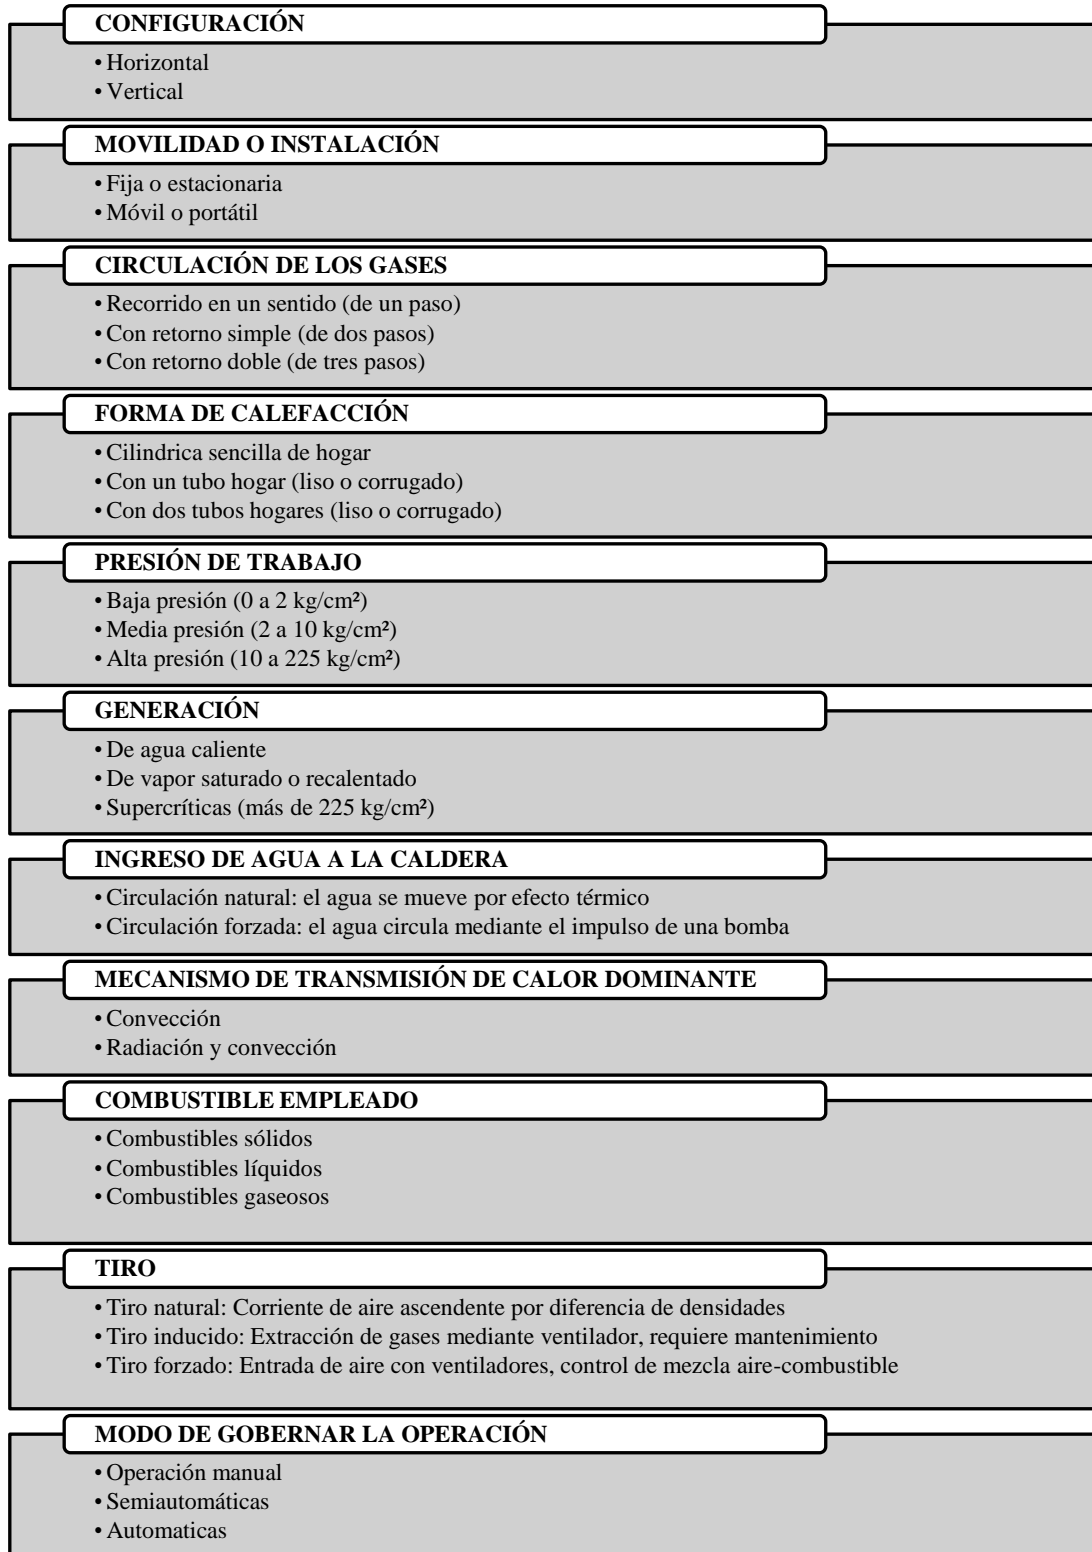 CONFIGURACIÓN
• Horizontal
• Vertical
MOVILIDAD O INSTALACIÓN
• Fija o estacionaria
• Móvil o portátil
CIRCULACIÓN DE LOS GASES
• Recorrido en un sentido (de un paso)
• Con retorno simple (de dos pasos)
• Con retorno doble (de tres pasos)
FORMA DE CALEFACCIÓN
• Cilindrica sencilla de hogar
• Con un tubo hogar (liso o corrugado)
• Con dos tubos hogares (liso o corrugado)
PRESIÓN DE TRABAJO
• Baja presión (0 a 2 kg/cm²)
• Media presión (2 a 10 kg/cm²)
• Alta presión (10 a 225 kg/cm²)
GENERACIÓN
• De agua caliente
• De vapor saturado o recalentado
• Supercríticas (más de 225 kg/cm²)
INGRESO DE AGUA A LA CALDERA
• Circulación natural: el agua se mueve por efecto térmico
• Circulación forzada: el agua circula mediante el impulso de una bomba
MECANISMO DE TRANSMISIÓN DE CALOR DOMINANTE
• Convección
• Radiación y convección
COMBUSTIBLE EMPLEADO
• Combustibles sólidos
• Combustibles líquidos
• Combustibles gaseosos
TIRO
• Tiro natural: Corriente de aire ascendente por diferencia de densidades
• Tiro inducido: Extracción de gases mediante ventilador, requiere mantenimiento
• Tiro forzado: Entrada de aire con ventiladores, control de mezcla aire-combustible
MODO DE GOBERNAR LA OPERACIÓN
• Operación manual
• Semiautomáticas
• Automaticas